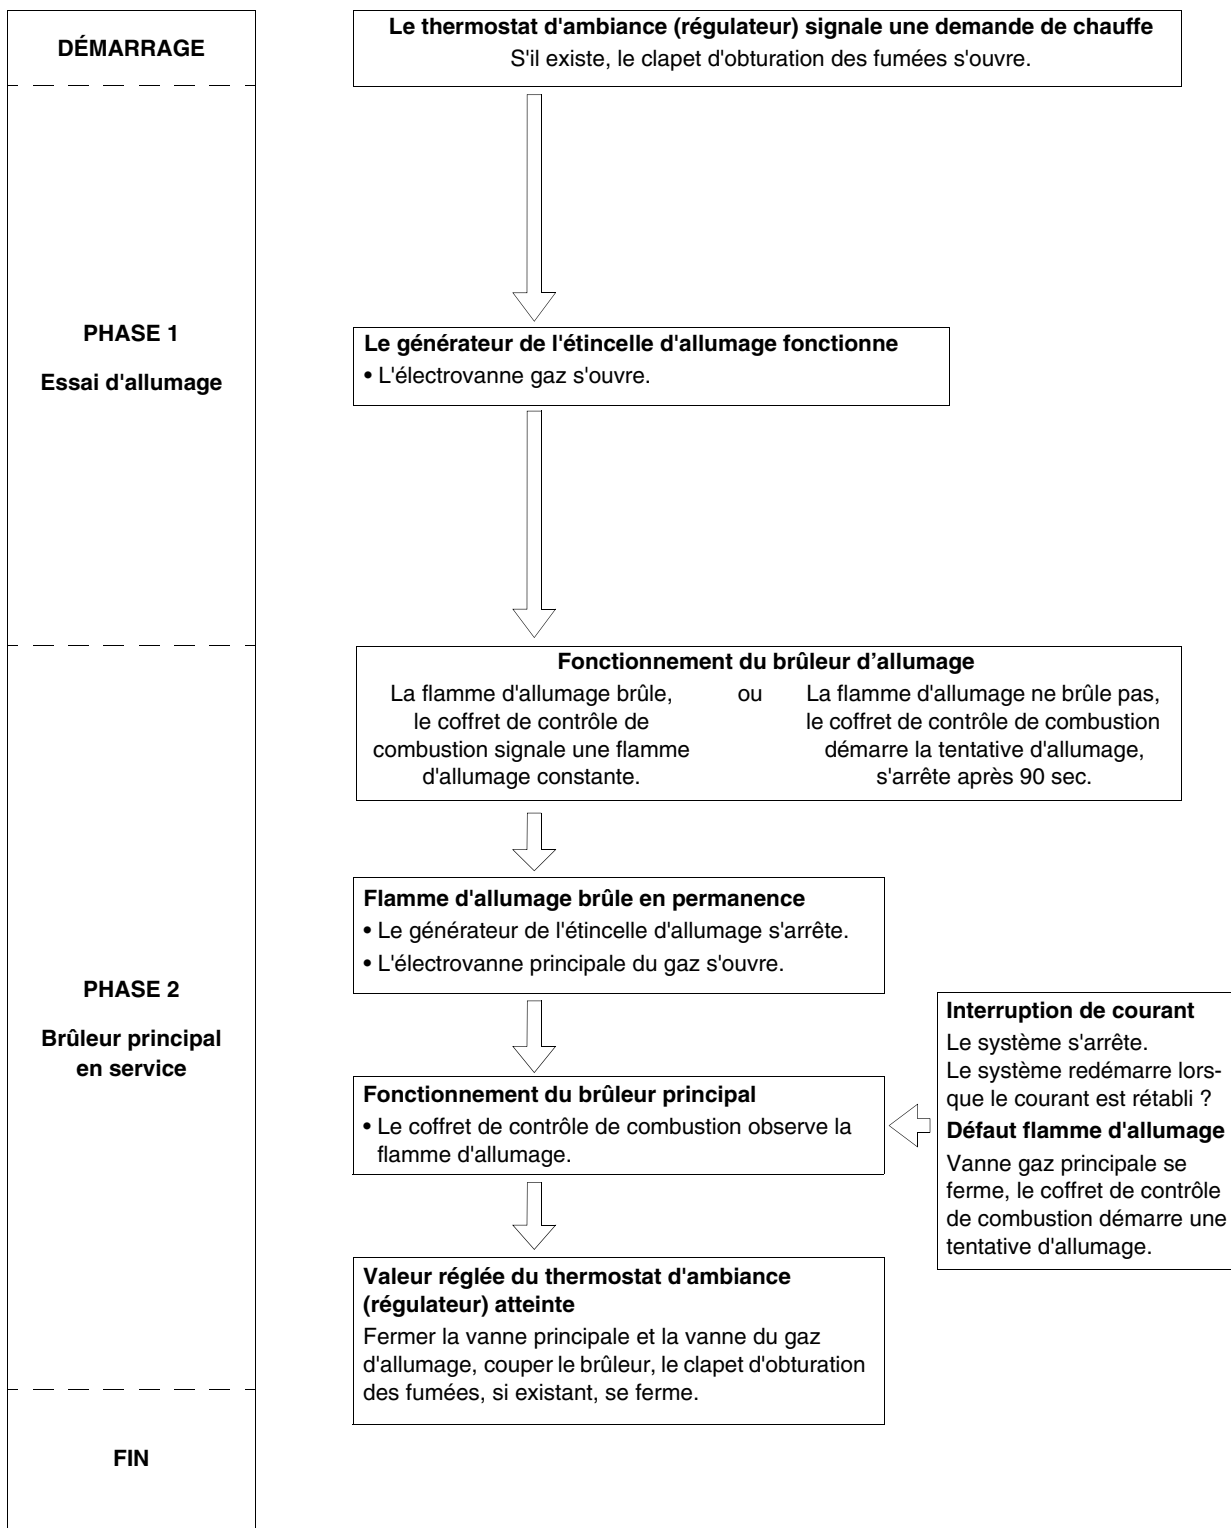 DÉMARRAGE
Le thermostat d'ambiance (régulateur) signale une demande de chauffe
S'il existe, le clapet d'obturation des fumées s'ouvre.
PHASE 1
Essai d'allumage
Le générateur de l'étincelle d'allumage fonctionne
• L'électrovanne gaz s'ouvre.
Fonctionnement du brûleur d’allumage
La flamme d'allumage brûle,
le coffret de contrôle de
combustion signale une flamme
d'allumage constante.
ou
La flamme d'allumage ne brûle pas,
le coffret de contrôle de combustion
démarre la tentative d'allumage,
s'arrête après 90 sec.
PHASE 2
Brûleur principal
en service
Flamme d'allumage brûle en permanence
• Le générateur de l'étincelle d'allumage s'arrête.
• L'électrovanne principale du gaz s'ouvre.
Fonctionnement du brûleur principal
• Le coffret de contrôle de combustion observe la
flamme d'allumage.
Interruption de courant
Le système s'arrête.
Le système redémarre lors-
que le courant est rétabli ?
Défaut flamme d'allumage
Vanne gaz principale se
ferme, le coffret de contrôle
de combustion démarre une
tentative d'allumage.
Valeur réglée du thermostat d'ambiance
(régulateur) atteinte
Fermer la vanne principale et la vanne du gaz
d'allumage, couper le brûleur, le clapet d'obturation
des fumées, si existant, se ferme.
FIN